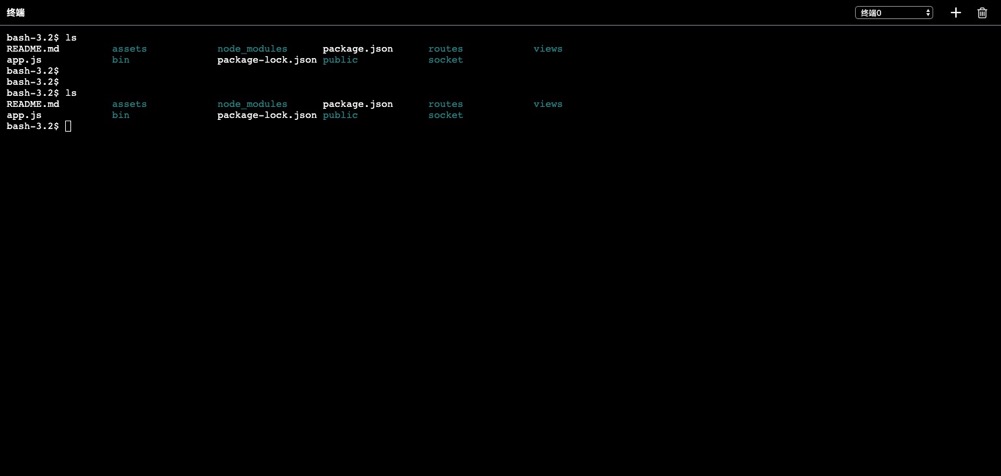 终端 终端0
bash-3.2$ ls
README.md assets node_modules package.json routes views
app.js bin package-lock.json public socket
bash-3.2$
bash-3.2$
bash-3.2$ ls
README.md assets node_modules package.json routes views
app.js bin package-lock.json public socket
bash-3.2$